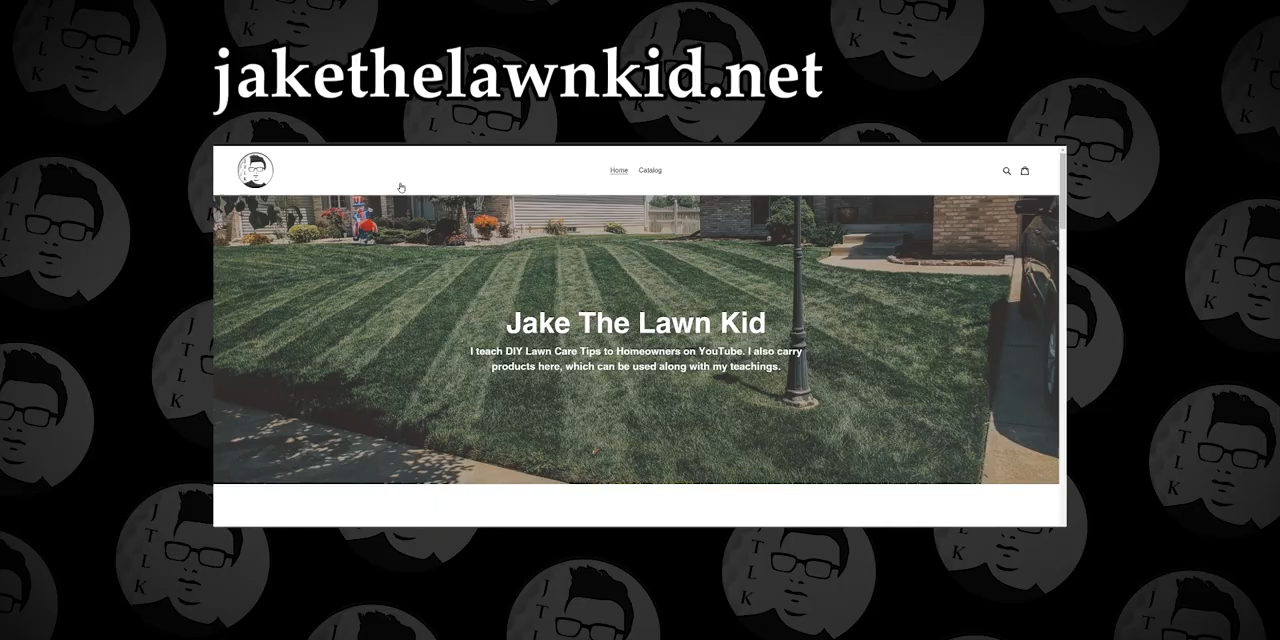 jakethelawnkid.net
Home Catalog
Jake The Lawn Kid
I teach DIY Lawn Care Tips to Homeowners on YouTube. I also carry
products here, which can be used along with my teachings.
J
T
L
K